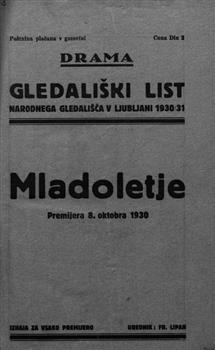 Poštnina plačana v gotovini
Cena Din 3
DRAMA
GLEDALIŠKI LIST
NARODNEGA GLEDALIŠČA V LJUBLJANI 1930/31
Mladoletje
Premijera 8. oktobra 1930
IZHAJA ZA VSAKO PREMIJERO
UREDNIK: FR. LIPAH